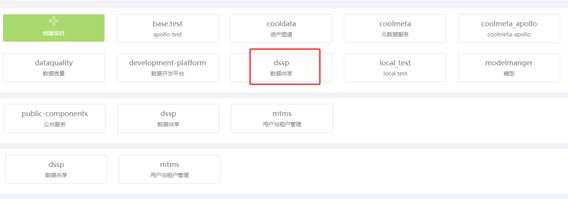 创建项目
base.test
apollo-test
cooldata
资产图谱
coolmeta
元数据服务
coolmeta_apollo
coolmeta-apollo
dataquality
数据质量
development-platform
数据开发平台
dssp
数据共享
local_test
local test
modelmanger
模型
public-components
公共服务
dssp
数据共享
mtms
用户与租户管理
dssp
数据共享
mtms
用户与租户管理